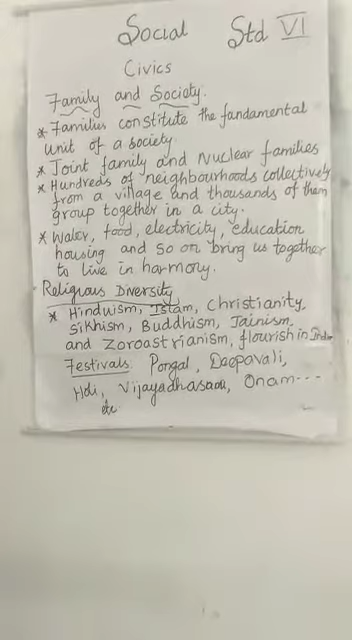 Social Std VI
Civics
Family and Society.
* Families constitute the fandamental
unit of a society.
* Joint family and Nuclear families
* Hundreds of neighbourhoods collectively
from a village and thousands of them
group together in a city.
* Water, food, electricity, education
housing and so on bring us together
to live in harmony.
Religious Diversity
* Hinduism, Islam, Christianity,
Sikhism, Buddhism, Jainism
and Zoroastrianism, flourish in India
Festivals Pongal, Deepavali,
Holi, Vijayadhasami, Onam---
etc